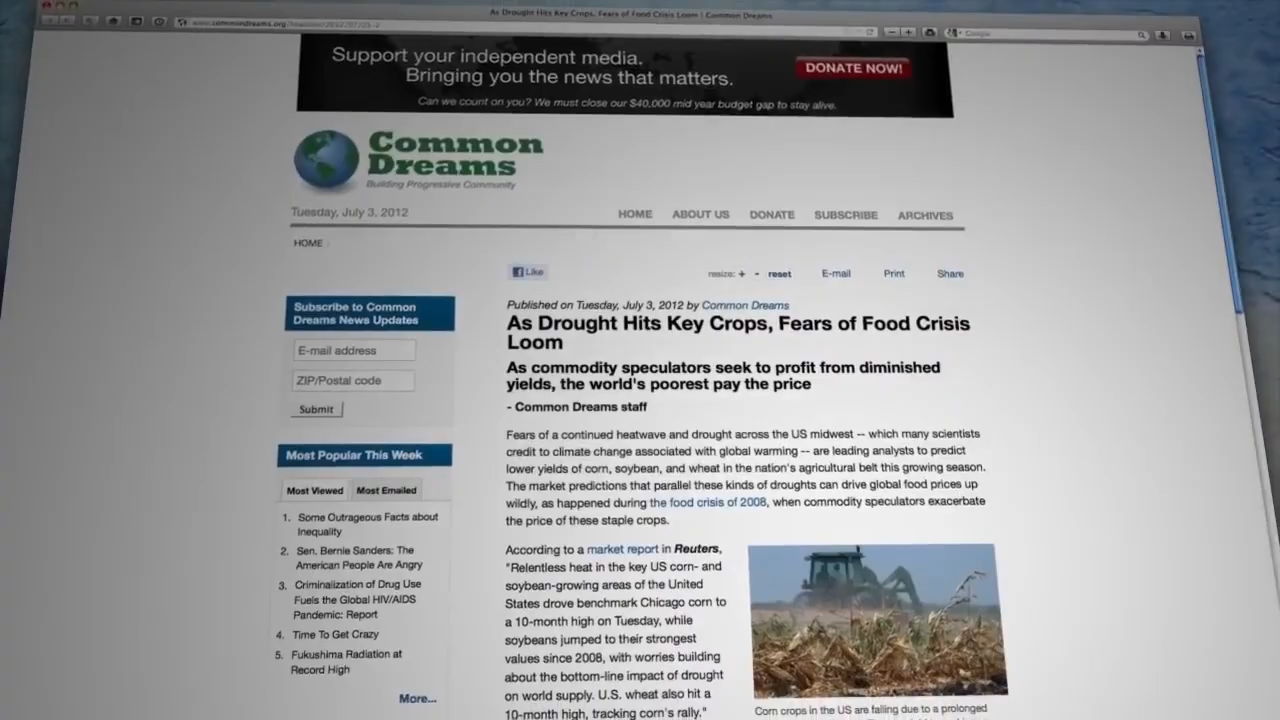 As Drought Hits Key Crops, Fears of Food Crisis Loom | Common Dreams
Google
Support your independent media.
Bringing you the news that matters.
DONATE NOW!
Can we count on you? We must close our $40,000 mid year budget gap to stay alive.
Common
Dreams
Building Progressive Community
Tuesday, July 3, 2012
HOME ABOUT US DONATE SUBSCRIBE ARCHIVES
HOME
Like
resize: + - reset E-mail Print Share
Subscribe to Common
Dreams News Updates
E-mail address
ZIP/Postal code
Submit
Most Popular This Week
Most Viewed Most Emailed
1. Some Outrageous Facts about
Inequality
2. Sen. Bernie Sanders: The
American People Are Angry
3. Criminalization of Drug Use
Fuels the Global HIV/AIDS
Pandemic: Report
4. Time To Get Crazy
5. Fukushima Radiation at
Record High
More...
Published on Tuesday, July 3, 2012 by Common Dreams
As Drought Hits Key Crops, Fears of Food Crisis
Loom
As commodity speculators seek to profit from diminished
yields, the world's poorest pay the price
- Common Dreams staff
Fears of a continued heatwave and drought across the US midwest -- which many scientists
credit to climate change associated with global warming -- are leading analysts to predict
lower yields of corn, soybean, and wheat in the nation's agricultural belt this growing season.
The market predictions that parallel these kinds of droughts can drive global food prices up
wildly, as happened during the food crisis of 2008, when commodity speculators exacerbate
the price of these staple crops.
According to a market report in Reuters,
"Relentless heat in the key US corn- and
soybean-growing areas of the United
States drove benchmark Chicago corn to
a 10-month high on Tuesday, while
soybeans jumped to their strongest
values since 2008, with worries building
about the bottom-line impact of drought
on world supply. U.S. wheat also hit a
10-month high, tracking corn's rally."
Corn crops in the US are falling due to a prolonged